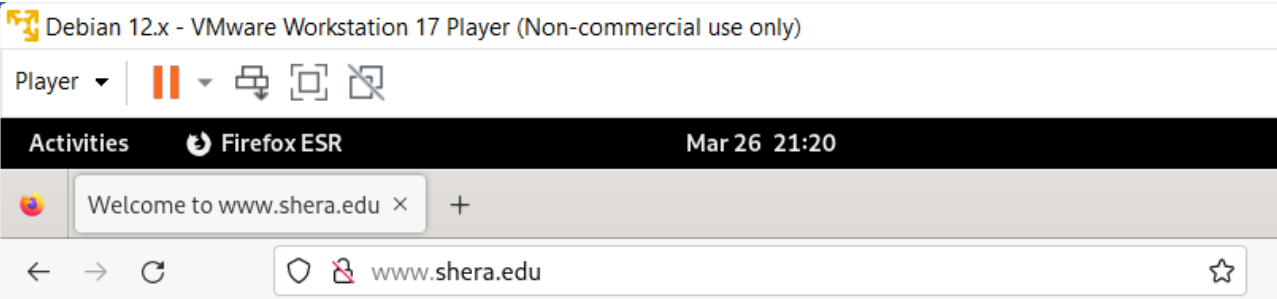 Debian 12.x - VMware Workstation 17 Player (Non-commercial use only)
Player
Activities Firefox ESR Mar 26 21:20
Welcome to www.shera.edu × +
www.shera.edu